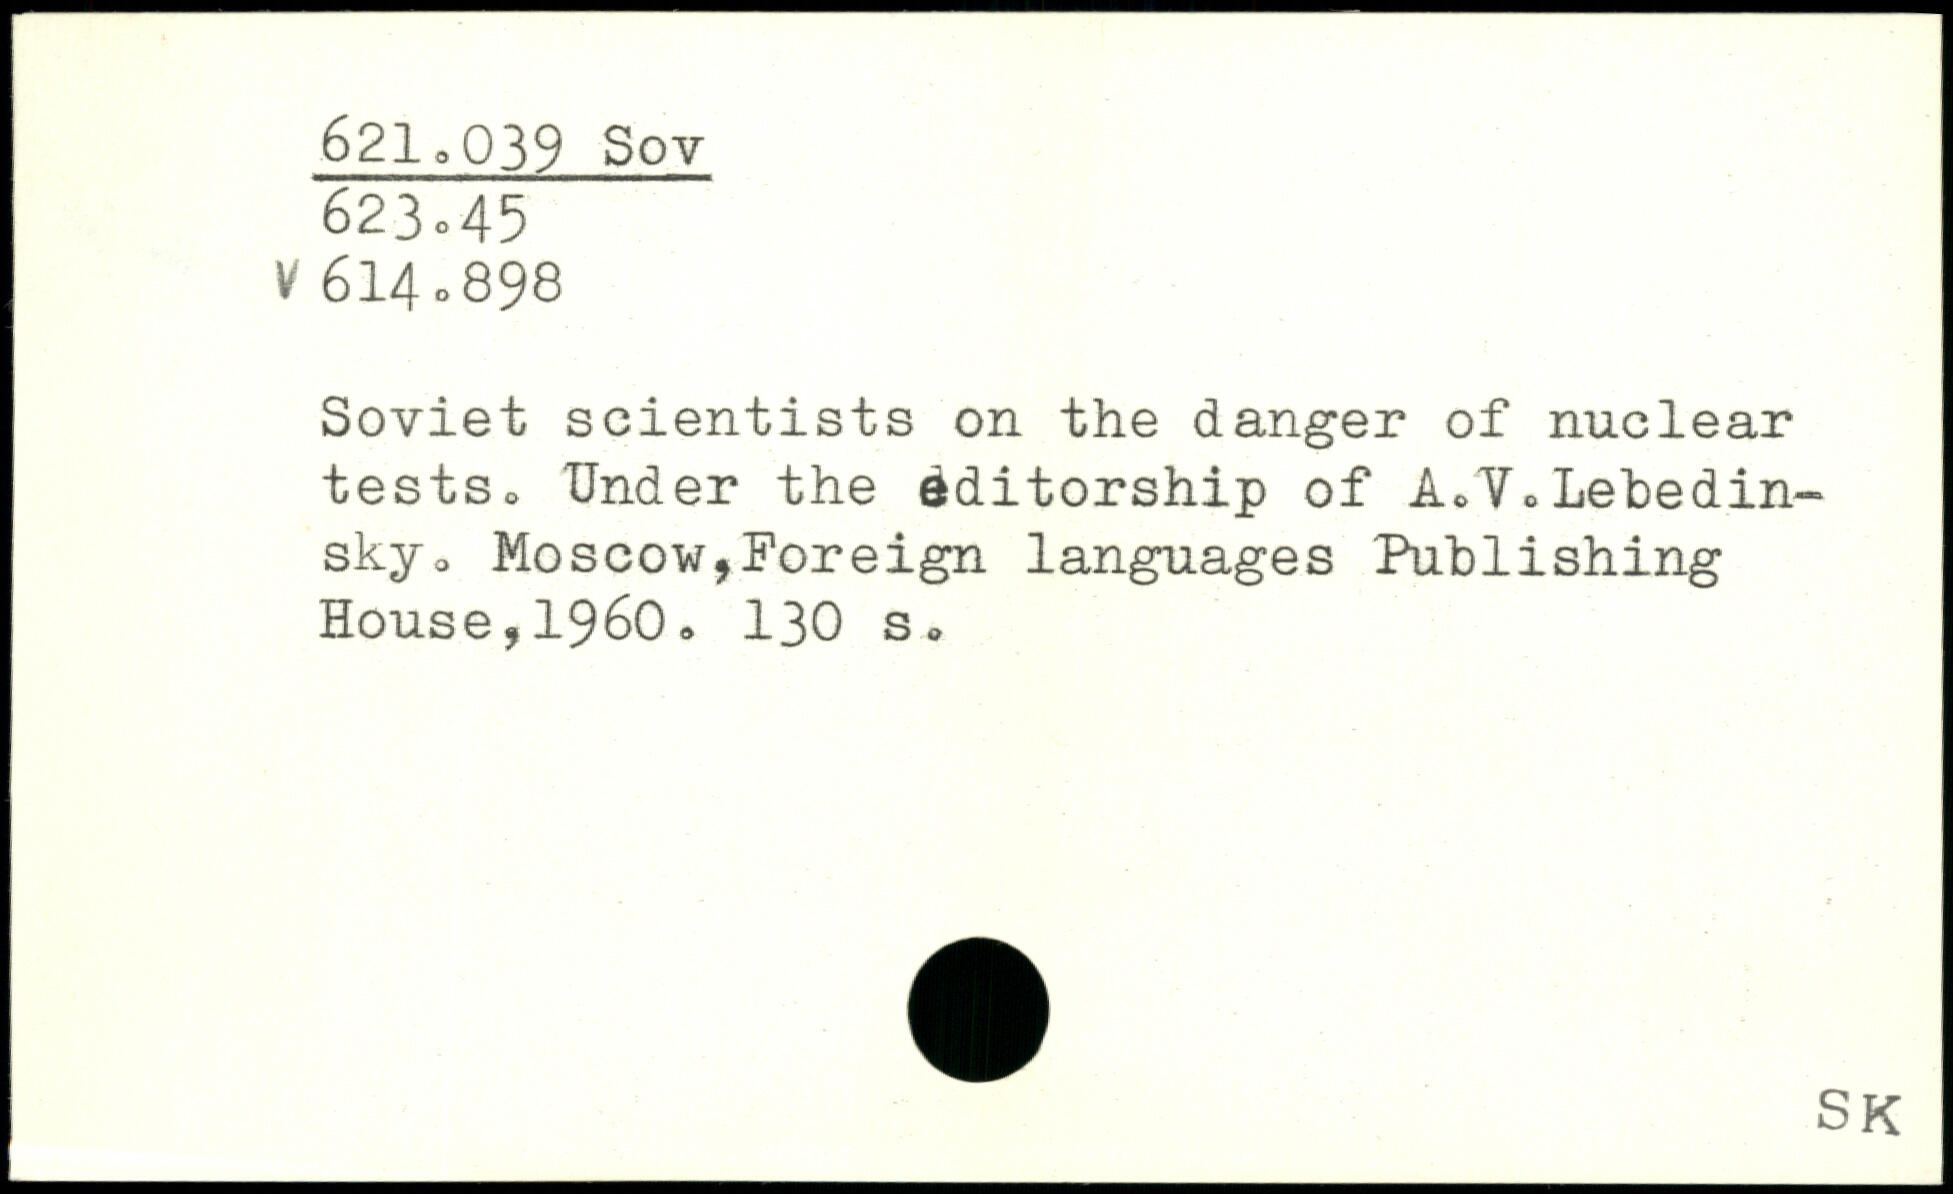 621.039 Sov
623.45
V 614.898
Soviet scientists on the danger of nuclear
tests. Under the editorship of A.V.Lebedin-
sky. Moscow,Foreign languages Publishing
House,1960. 130 s.
SK